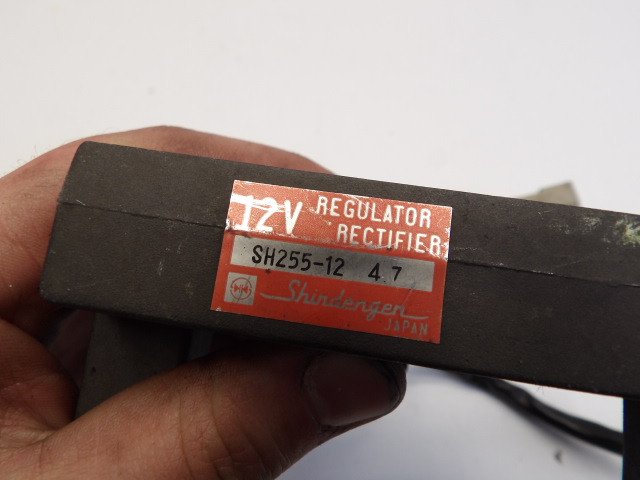 12V REGULATOR
RECTIFIER
SH255-12 4 7
Shindengen
JAPAN